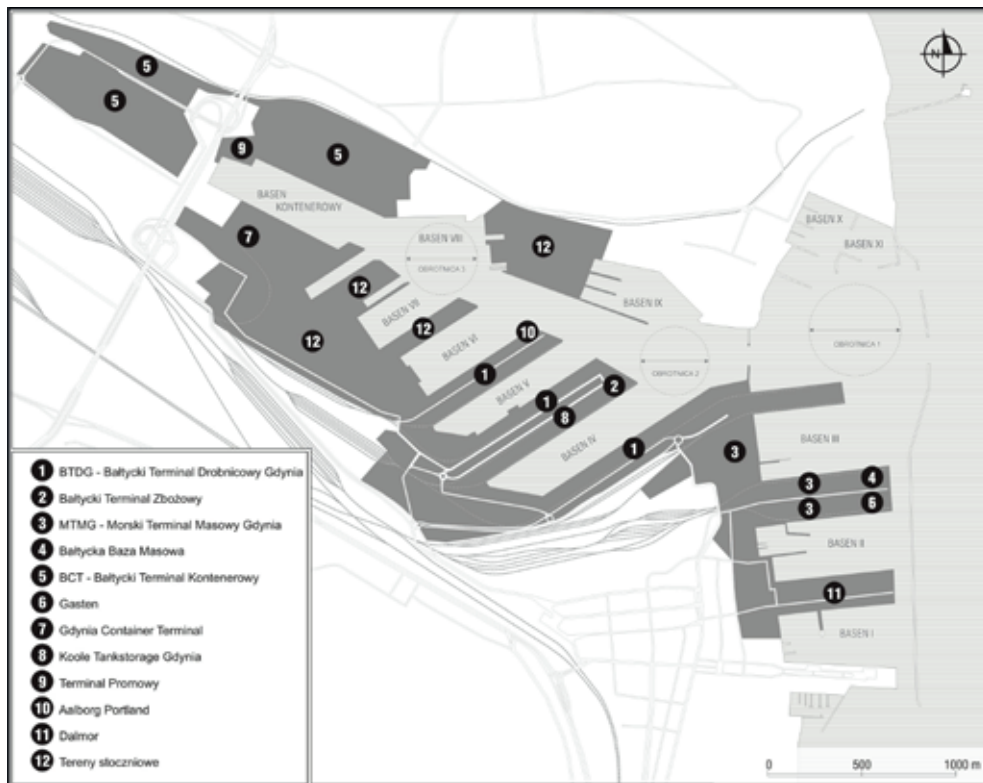 N
5
5
5
9
BASEN
KONTENEROWY
7
BASEN VIII
OBROTNICA 3
12
BASEN X
BASEN XI
12
BASEN VII
BASEN IX
12
12
BASEN VI
10
OBROTNICA 2
OBROTNICA 1
1
BASEN V
1
2
8
BASEN IV
1
3
BASEN III
3
4
3
6
BASEN II
11
BASEN I
1 BTDG - Bałtycki Terminal Drobnicowy Gdynia
2 Bałtycki Terminal Zbożowy
3 MTMG - Morski Terminal Masowy Gdynia
4 Bałtycka Baza Masowa
5 BCT - Bałtycki Terminal Kontenerowy
6 Gasten
7 Gdynia Container Terminal
8 Koole Tankstorage Gdynia
9 Terminal Promowy
10 Aalborg Portland
11 Dalmor
12 Tereny stoczniowe
0 500 1000 m